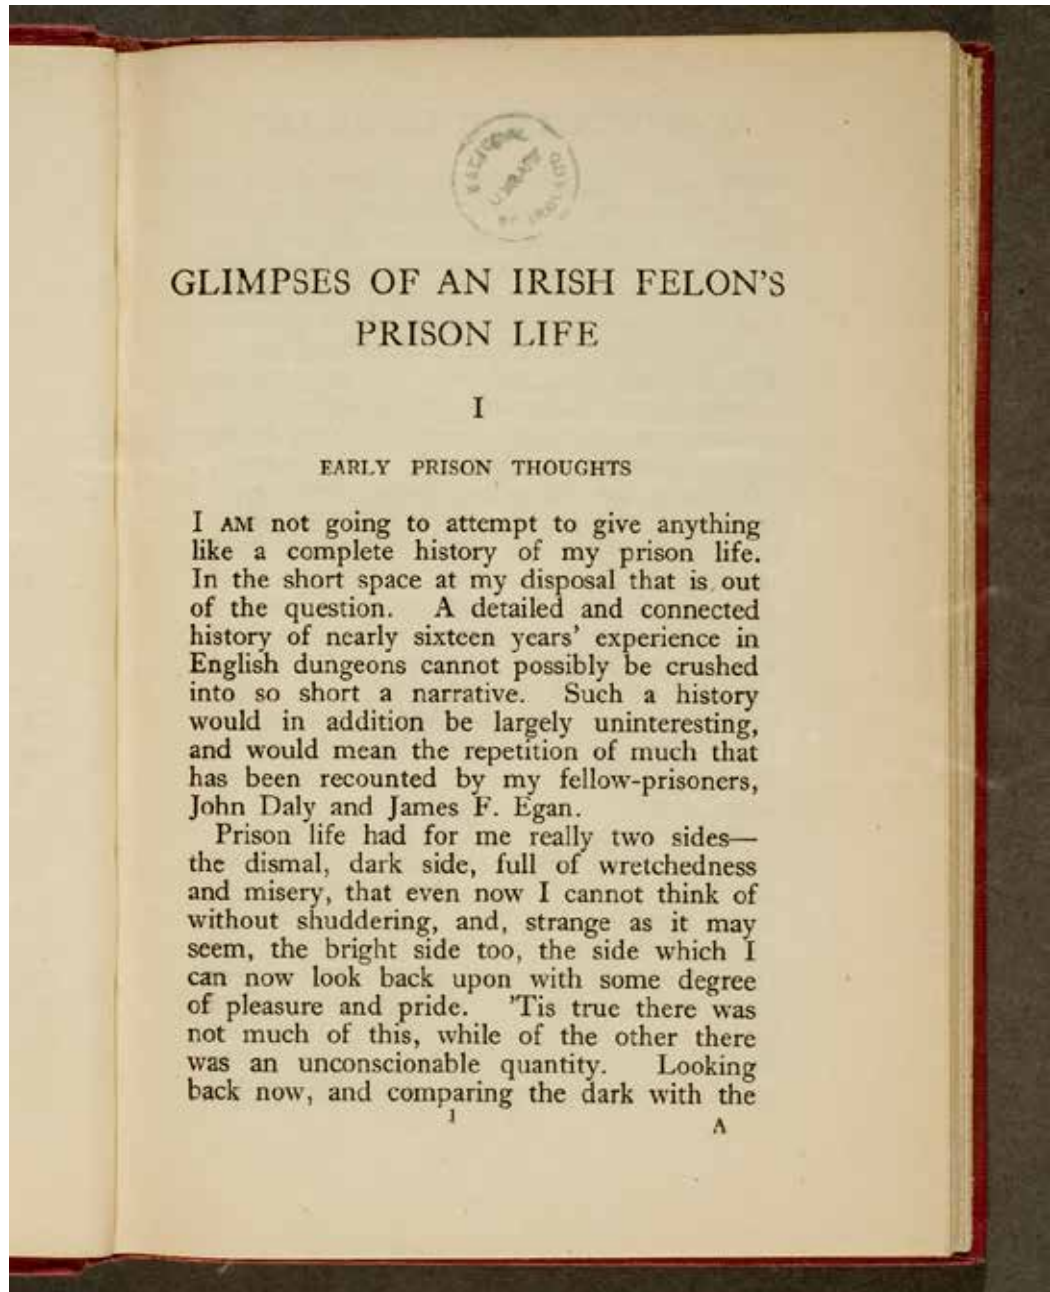 NATIONAL
LIBRARY
OF IRELAND
GLIMPSES OF AN IRISH FELON'S
PRISON LIFE
I
EARLY PRISON THOUGHTS
I AM not going to attempt to give anything
like a complete history of my prison life.
In the short space at my disposal that is out
of the question. A detailed and connected
history of nearly sixteen years' experience in
English dungeons cannot possibly be crushed
into so short a narrative. Such a history
would in addition be largely uninteresting,
and would mean the repetition of much that
has been recounted by my fellow-prisoners,
John Daly and James F. Egan.
Prison life had for me really two sides—
the dismal, dark side, full of wretchedness
and misery, that even now I cannot think of
without shuddering, and, strange as it may
seem, the bright side too, the side which I
can now look back upon with some degree
of pleasure and pride. 'Tis true there was
not much of this, while of the other there
was an unconscionable quantity. Looking
back now, and comparing the dark with the
1
A